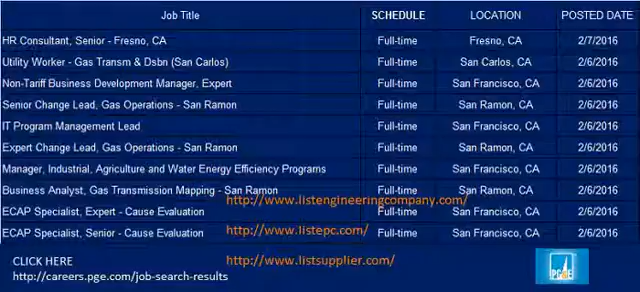 Job Title SCHEDULE LOCATION POSTED DATE
HR Consultant, Senior - Fresno, CA Full-time Fresno, CA 2/7/2016
Utility Worker - Gas Transm & Dsbn (San Carlos) Full-time San Carlos, CA 2/6/2016
Non-Tariff Business Development Manager, Expert Full-time San Francisco, CA 2/6/2016
Senior Change Lead, Gas Operations - San Ramon Full-time San Ramon, CA 2/6/2016
IT Program Management Lead Full-time San Francisco, CA 2/6/2016
Expert Change Lead, Gas Operations - San Ramon Full-time San Ramon, CA 2/6/2016
Manager, Industrial, Agriculture and Water Energy Efficiency Programs Full-time San Francisco, CA 2/6/2016
Business Analyst, Gas Transmission Mapping - San Ramon Full-time San Ramon, CA 2/6/2016
http://www.listengineeringcompany.com/
ECAP Specialist, Expert - Cause Evaluation Full-time San Francisco, CA 2/6/2016
ECAP Specialist, Senior - Cause Evaluation http://listepc.com/ Full-time San Francisco, CA 2/6/2016
CLICK HERE http://www.listsupplier.com/
http://careers.pge.com/job-search-results
PG&E